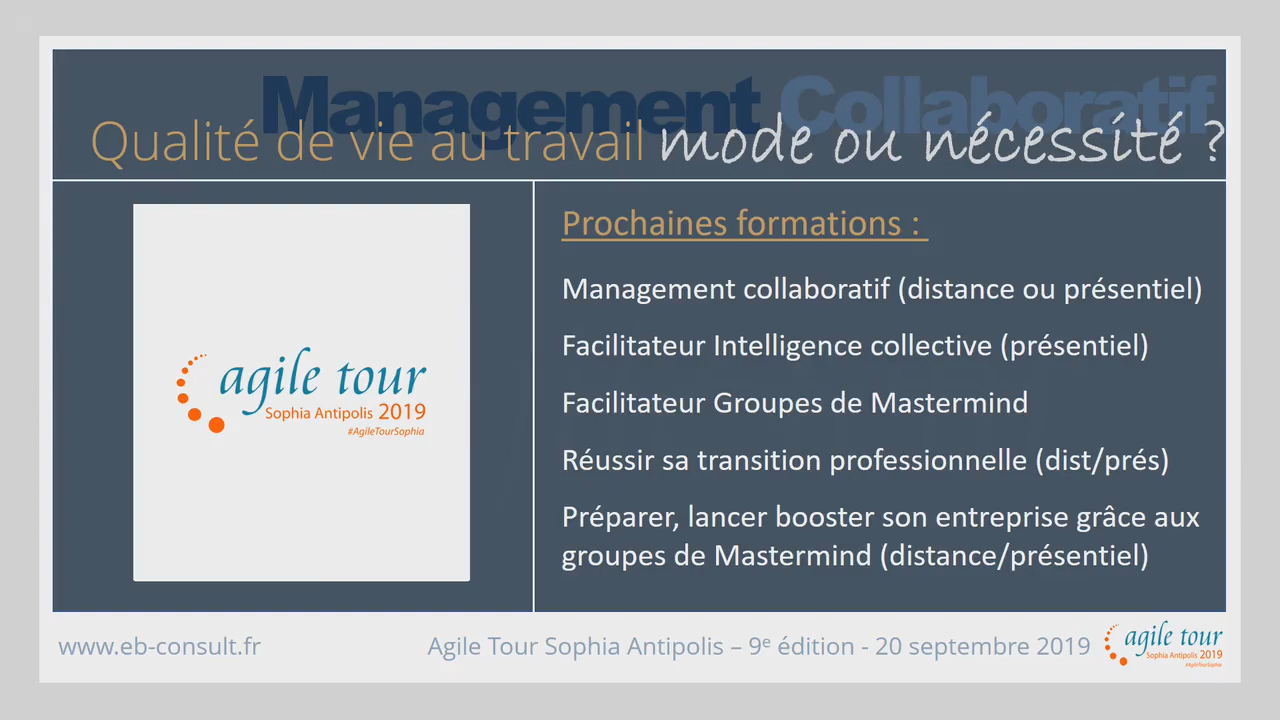 Management Collaboratif
Qualité de vie au travail mode ou nécessité ?
agile tour
Sophia Antipolis 2019
#AgileTourSophia
Prochaines formations :
Management collaboratif (distance ou présentiel)
Facilitateur Intelligence collective (présentiel)
Facilitateur Groupes de Mastermind
Réussir sa transition professionnelle (dist/prés)
Préparer, lancer booster son entreprise grâce aux
groupes de Mastermind (distance/présentiel)
www.eb-consult.fr
Agile Tour Sophia Antipolis – 9e édition - 20 septembre 2019
agile tour
Sophia Antipolis 2019
#AgileTourSophia